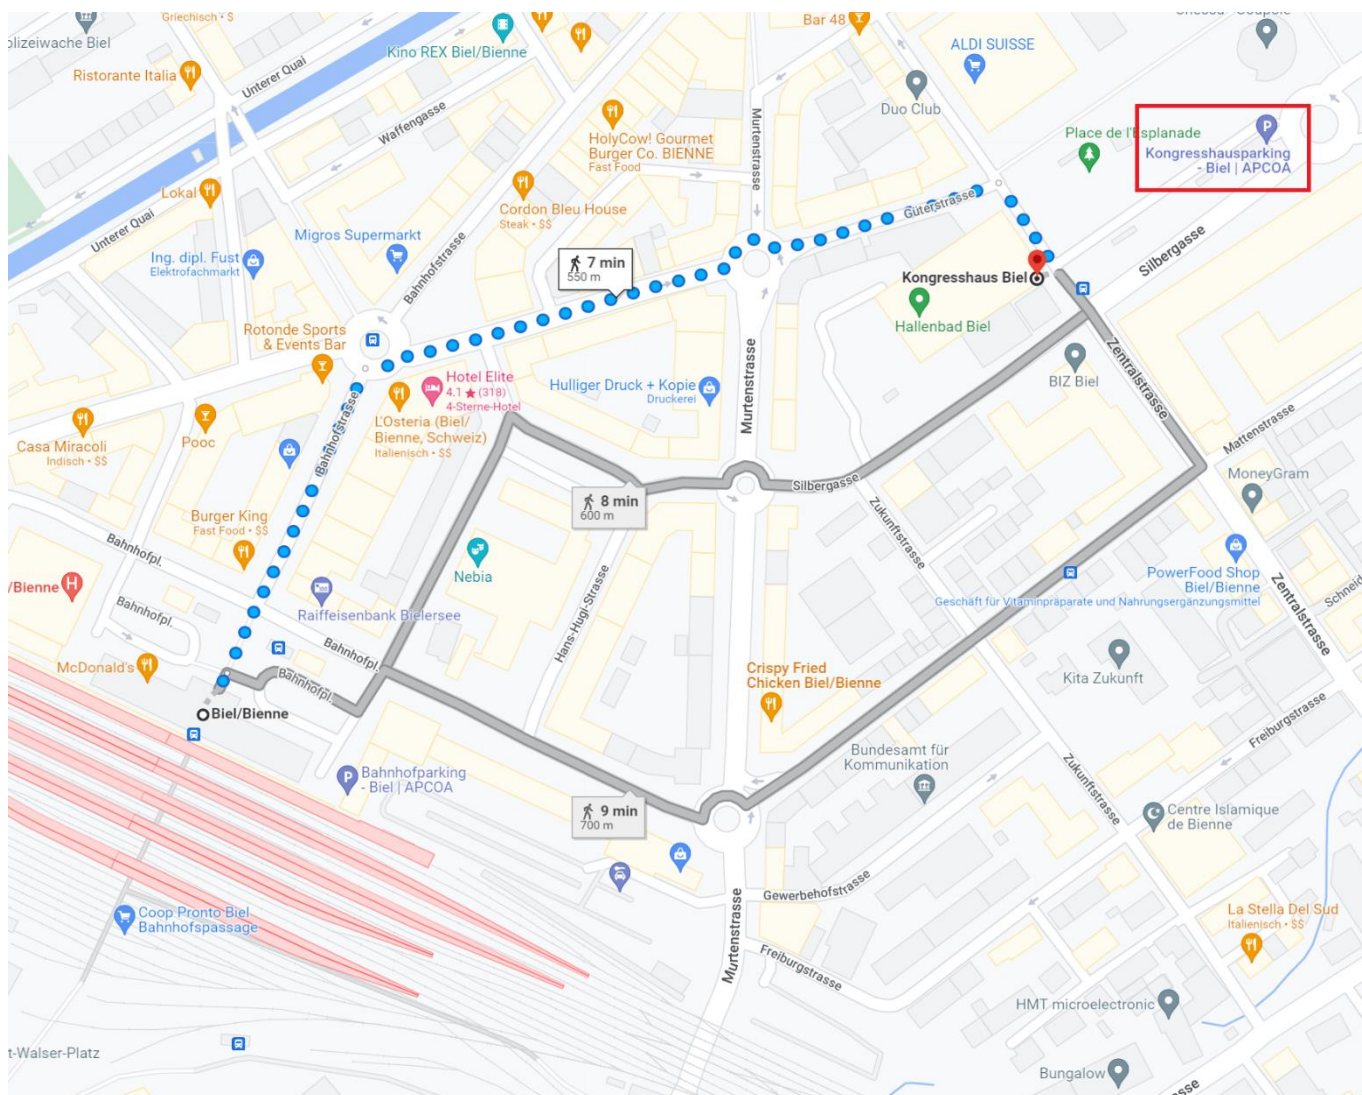 Griechisch • $$
olizeiwache Biel
Ristorante Italia
Unterer Quai
Kino REX Biel/Bienne
Bar 48
ALDI SUISSE
Duo Club
Waffengasse
Murtenstrasse
HolyCow! Gourmet
Burger Co. BIENNE
Fast Food
Place de l'Esplanade
Kongresshausparking
- Biel | APCOA
Lokal
Unterer Quai
Cordon Bleu House
Steak • $$
Güterstrasse
Migros Supermarkt
Ing. dipl. Fust
Elektrofachmarkt
Bahnhofstrasse
7 min
550 m
Kongresshaus Biel
Silbergasse
Hallenbad Biel
Rotonde Sports
& Events Bar
Hotel Elite
4.1 ★ (318)
4-Sterne-Hotel
Hulliger Druck + Kopie
Druckerei
Murtenstrasse
BIZ Biel
Zentralstrasse
L'Osteria (Biel/
Bienne, Schweiz)
Italienisch • $$
Casa Miracoli
Indisch • $$
Pooc
Bahnhofstrasse
Mattenstrasse
MoneyGram
Silbergasse
8 min
600 m
Burger King
Fast Food • $$
Zukunftstrasse
Bahnhofpl.
Nebia
PowerFood Shop
Biel/Bienne
Geschäft für Vitaminpräparate und Nahrungsergänzungsmittel
/Bienne
Bahnhofpl.
Raiffeisenbank Bielersee
Hans-Hugi-Strasse
Zentralstrasse
Schneid
Bahnhofpl.
McDonald's
Bahnhofpl.
Crispy Fried
Chicken Biel/Bienne
Kita Zukunft
Biel/Bienne
Freiburgstrasse
Bundesamt für
Kommunikation
Bahnhofparking
- Biel | APCOA
Zukunftstrasse
9 min
700 m
Centre Islamique
de Bienne
Gewerbehofstrasse
Coop Pronto Biel
Bahnhofspassage
Murtenstrasse
La Stella Del Sud
Italienisch • $$
Freiburgstrasse
HMT microelectronic
t-Walser-Platz
Bungalow